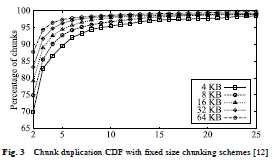 100
95
90
85
80
75
70
65
Percentage of chunks
4 KB
8 KB
16 KB
32 KB
64 KB
2 5 10 15 20 25
Fig. 3 Chunk duplication CDF with fixed size chunking schemes [12]